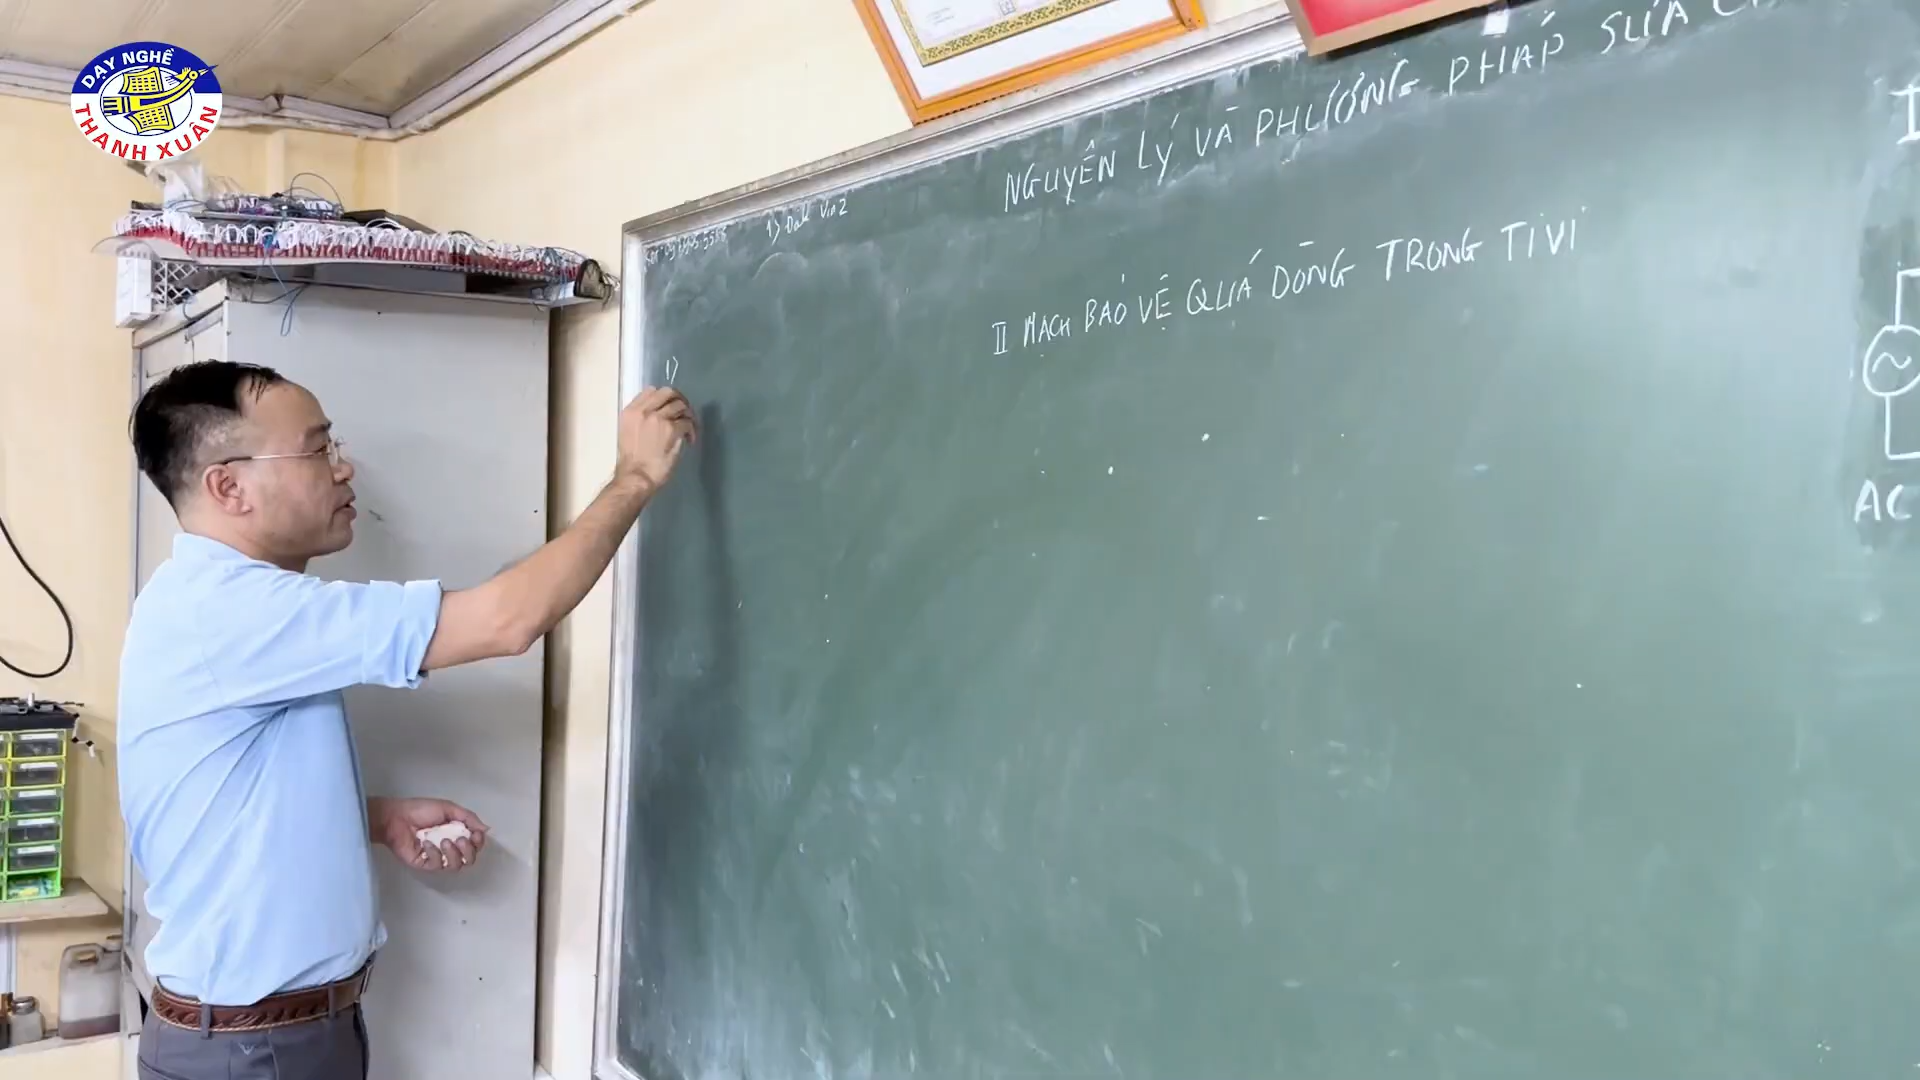 DẠY NGHỀ
THANH XUÂN
NGUYÊN LÝ VÀ PHƯƠNG PHÁP SỬA
1)
II MẠCH BẢO VỆ QUÁ DÒNG TRONG TIVI
1)
AC